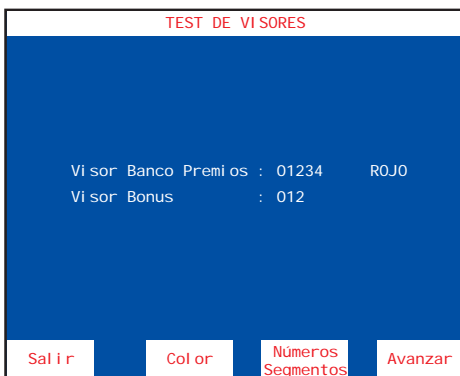 TEST DE VISORES
Visor Banco Premios : 01234 ROJO
Visor Bonus : 012
Salir
Color
Números
Segmentos
Avanzar